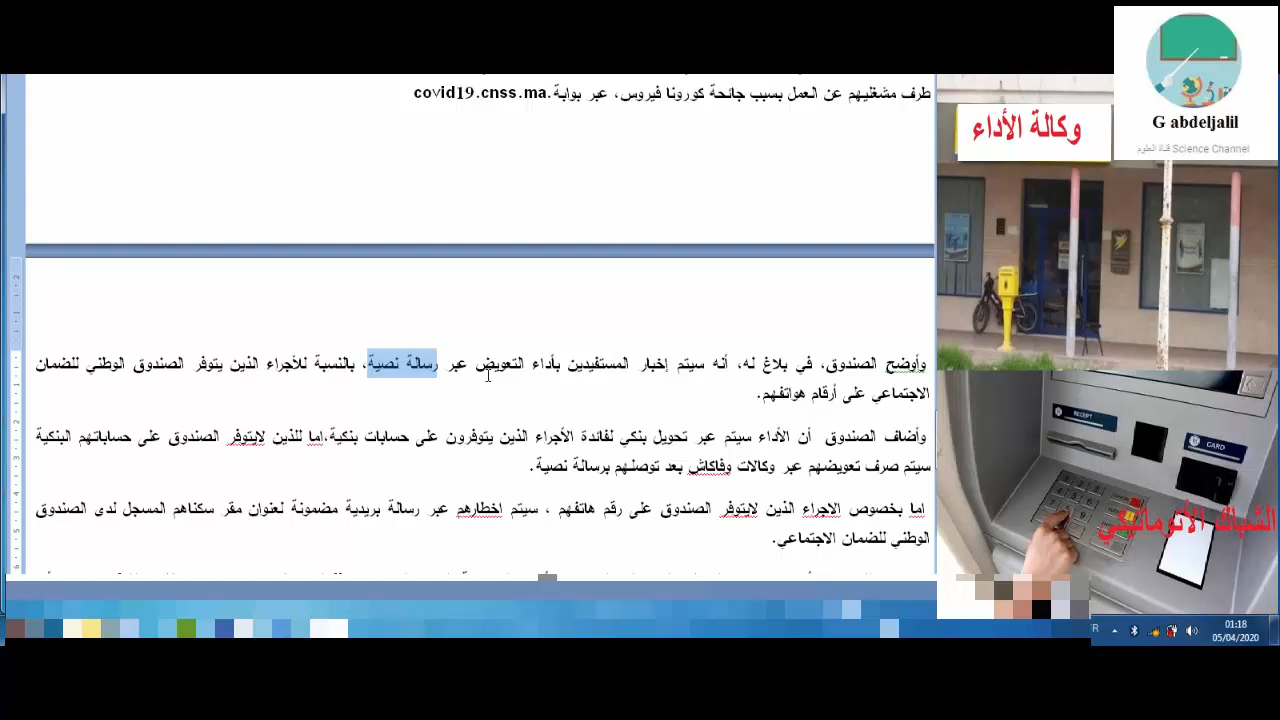 طرف مشغليهم عن العمل بسبب جائحة كورونا فيروس، عبر بوابة.covid19.cnss.ma
وأوضح الصندوق، في بلاغ له، أنه سيتم إخبار المستفيدين بأداء التعويض عبر رسالة نصية، بالنسبة للأجراء الذين يتوفر الصندوق الوطني للضمان
الاجتماعي على أرقام هواتفهم.
وأضاف الصندوق أن الأداء سيتم عبر تحويل بنكي لفائدة الأجراء الذين يتوفرون على حسابات بنكية،اما للذين لايتوفر الصندوق على حساباتهم البنكية
سيتم صرف تعويضهم عبر وكالات وفاكاش بعد توصلهم برسالة نصية.
اما بخصوص الاجراء الذين لايتوفر الصندوق على رقم هاتفهم ، سيتم اخطارهم عبر رسالة بريدية مضمونة لعنوان مقر سكناهم المسجل لدى الصندوق
الوطني للضمان الاجتماعي.
G abdeljalil
قناة العلوم Science Channel
وكالة الأداء
RECEIPT
CARD
الشباك الأتوماتيكي
01:18
05/04/2020